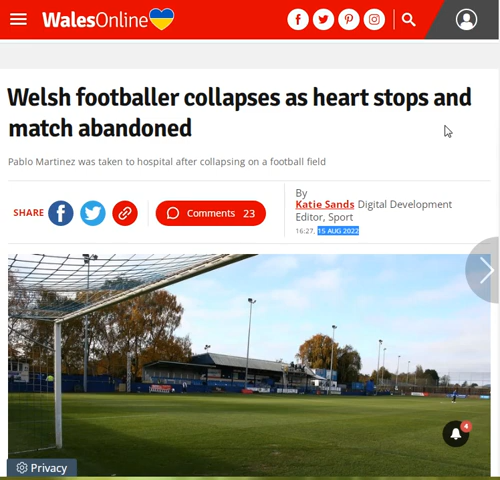 WalesOnline
Welsh footballer collapses as heart stops and
match abandoned
Pablo Martinez was taken to hospital after collapsing on a football field
SHARE
Comments 23
By
Katie Sands Digital Development
Editor, Sport
16:27, 15 AUG 2022
4
Privacy